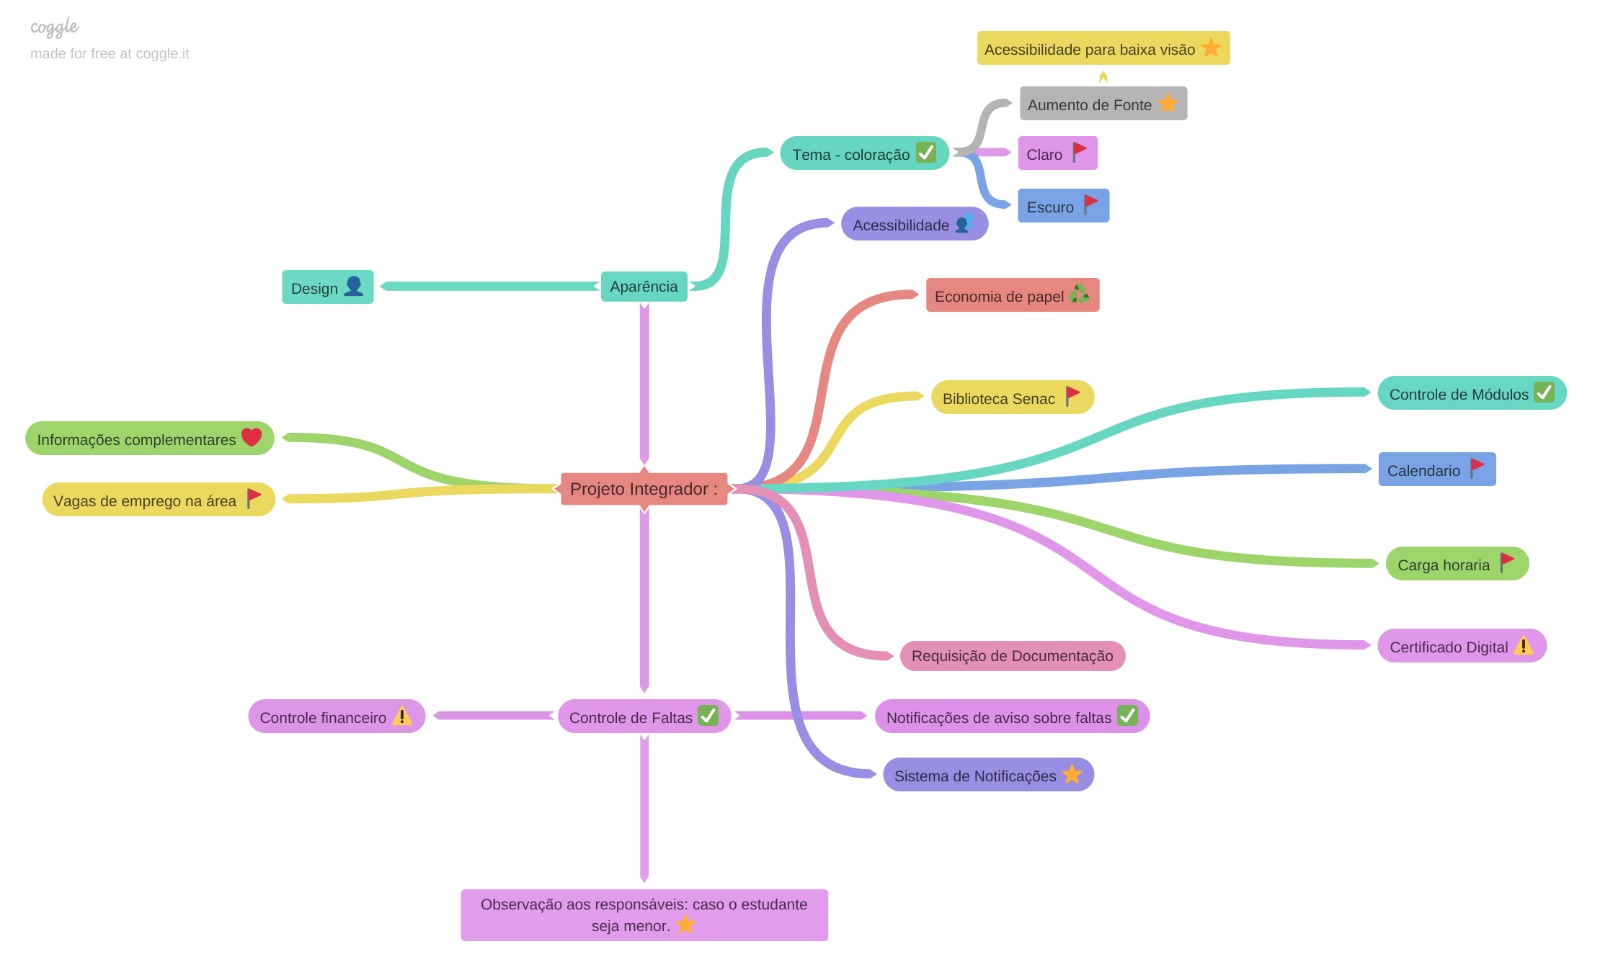 coggle
made for free at coggle.it
Acessibilidade para baixa visão
Aumento de Fonte
Tema - coloração
Claro
Escuro
Acessibilidade
Design
Aparência
Economia de papel
Biblioteca Senac
Controle de Módulos
Informações complementares
Calendario
Vagas de emprego na área
Projeto Integrador :
Carga horaria
Requisição de Documentação
Certificado Digital
Controle financeiro
Controle de Faltas
Notificações de aviso sobre faltas
Sistema de Notificações
Observação aos responsáveis: caso o estudante
seja menor.